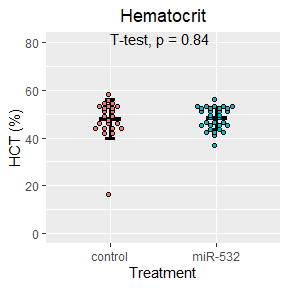 Hematocrit
T-test, p = 0.84
80
60
40
20
0
HCT (%)
control miR-532
Treatment